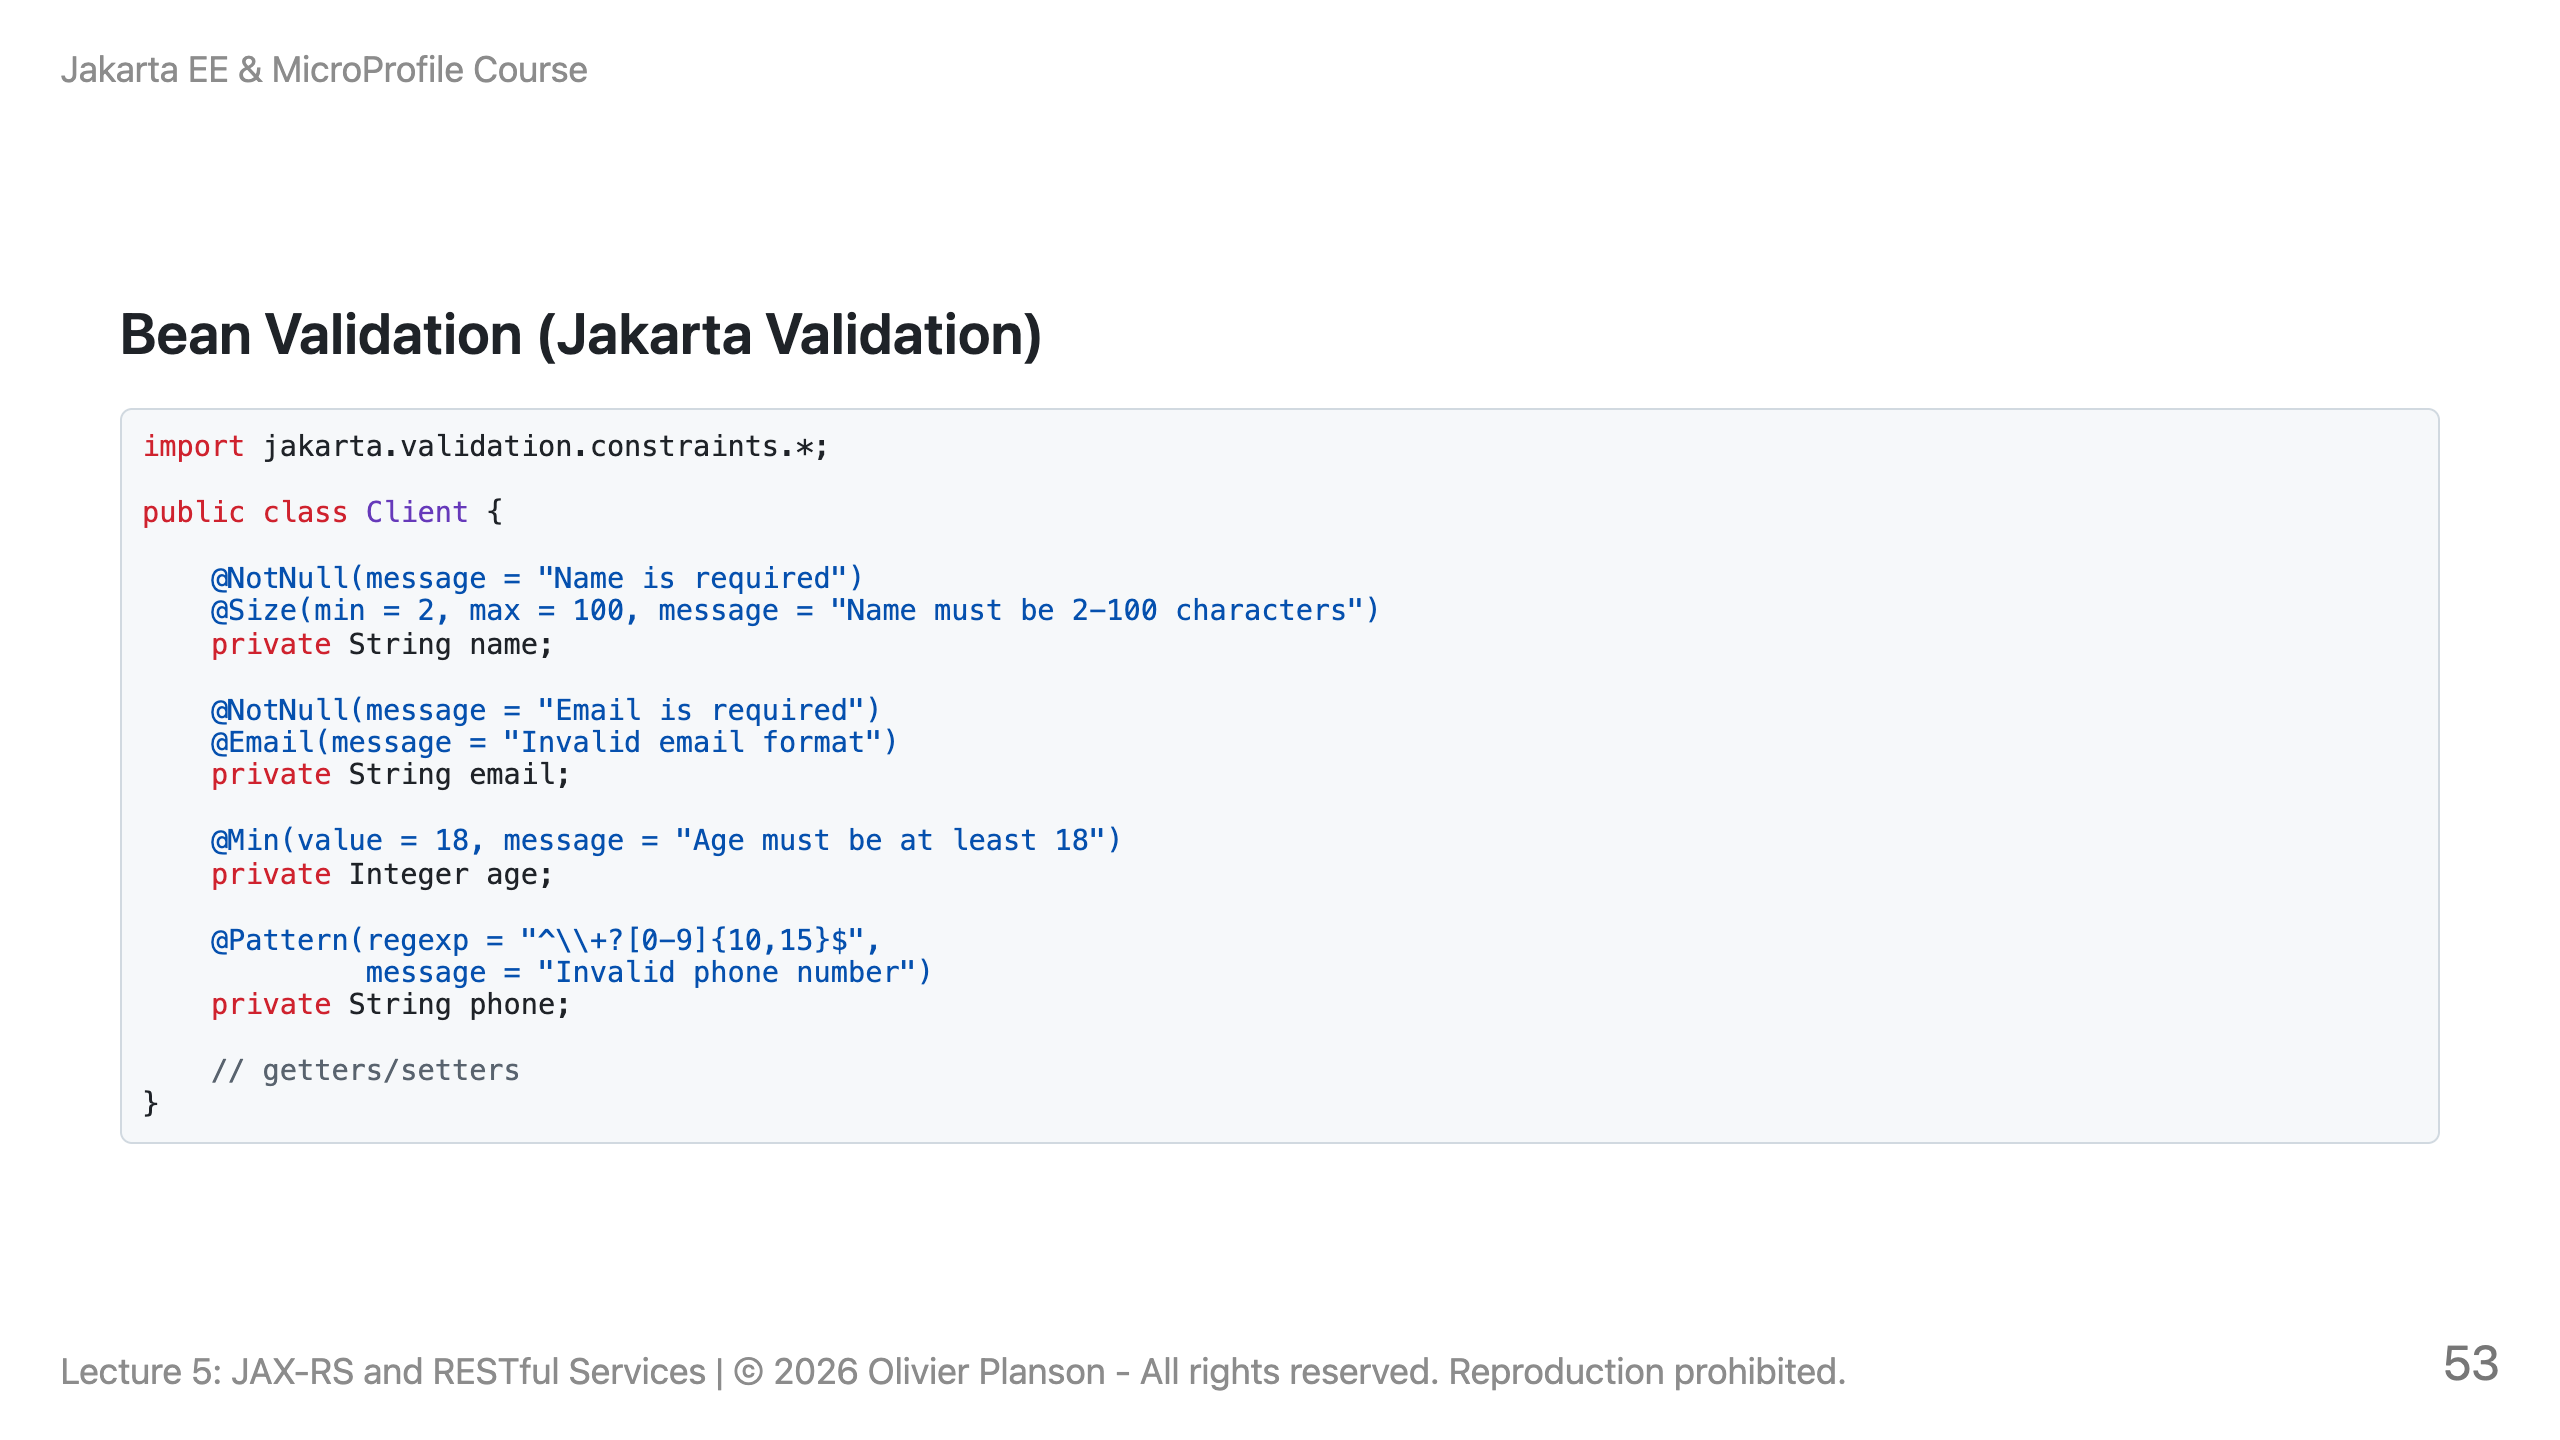 Jakarta EE & MicroProfile Course
Bean Validation (Jakarta Validation)
import jakarta.validation.constraints.*;
public class Client {
    @NotNull(message = "Name is required")
    @Size(min = 2, max = 100, message = "Name must be 2-100 characters")
    private String name;
    @NotNull(message = "Email is required")
    @Email(message = "Invalid email format")
    private String email;
    @Min(value = 18, message = "Age must be at least 18")
    private Integer age;
    @Pattern(regexp = "^\\+?[0-9]{10,15}$",
             message = "Invalid phone number")
    private String phone;
    // getters/setters
}
Lecture 5: JAX-RS and RESTful Services | © 2026 Olivier Planson - All rights reserved. Reproduction prohibited.
53